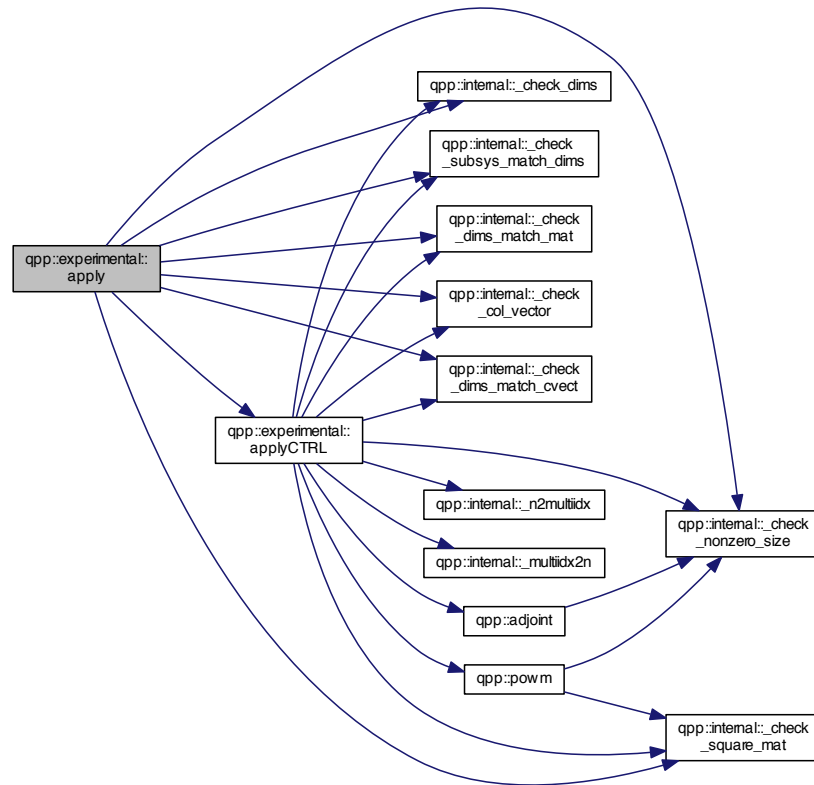 qpp::internal::_check_dims
qpp::internal::_check
_subsys_match_dims
qpp::internal::_check
_dims_match_mat
qpp::experimental::
apply
qpp::internal::_check
_col_vector
qpp::internal::_check
_dims_match_cvect
qpp::experimental::
applyCTRL
qpp::internal::_n2multiidx
qpp::internal::_check
_nonzero_size
qpp::internal::_multiidx2n
qpp::adjoint
qpp::powm
qpp::internal::_check
_square_mat